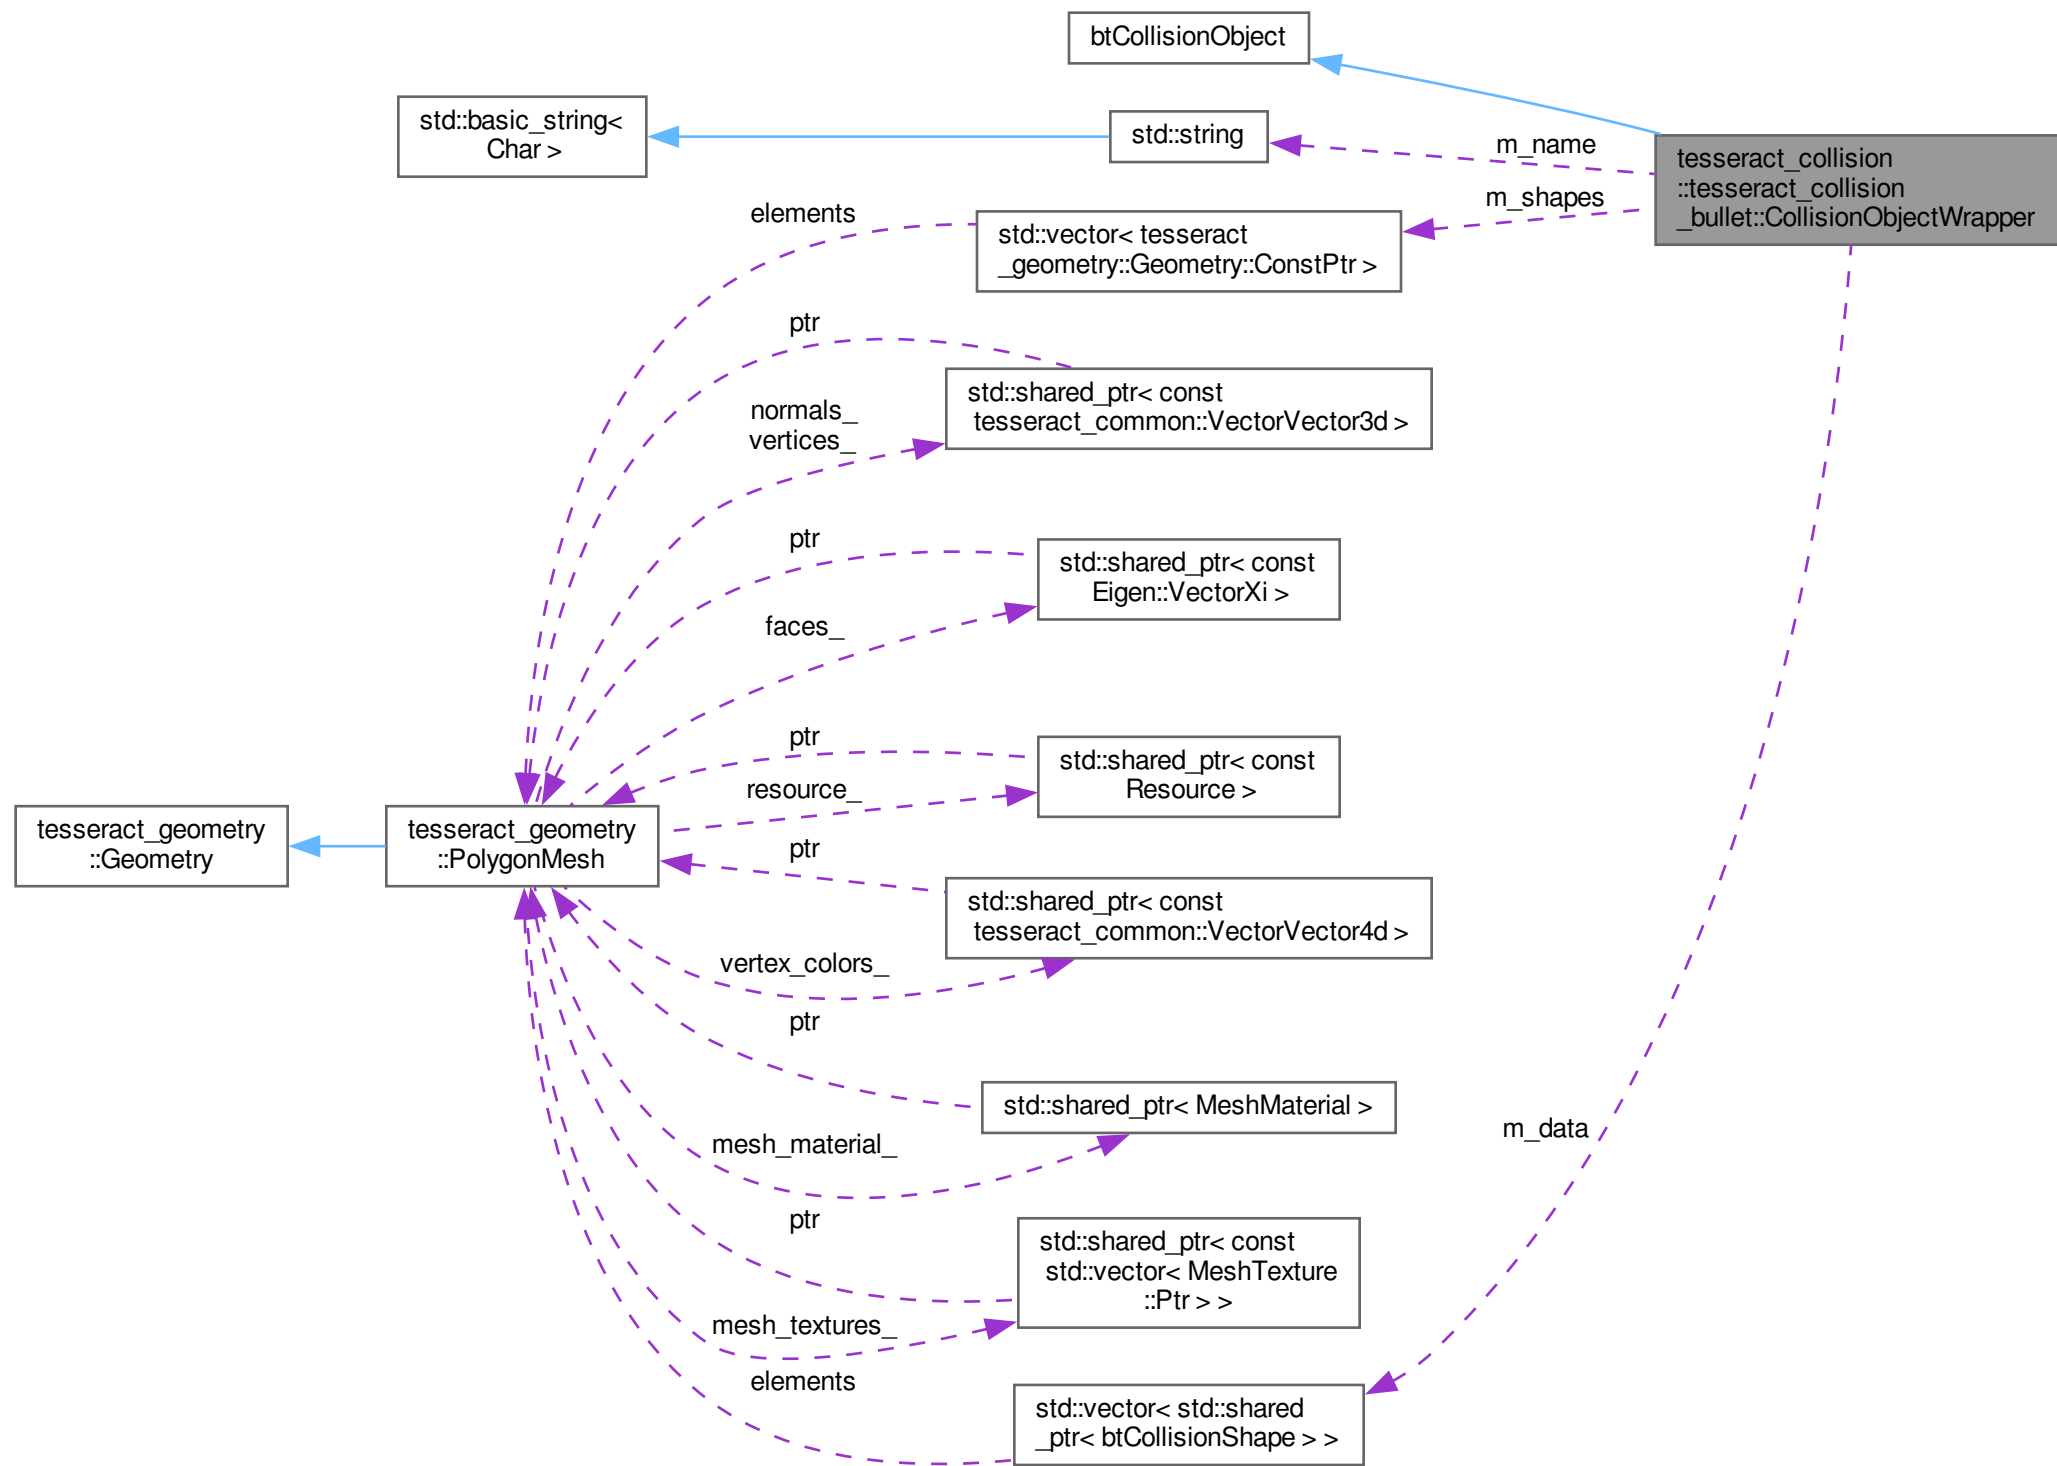 btCollisionObject
std::basic_string<
Char >
std::string
m_name
tesseract_collision
::tesseract_collision
_bullet::CollisionObjectWrapper
m_shapes
elements
std::vector< tesseract
_geometry::Geometry::ConstPtr >
ptr
std::shared_ptr< const
tesseract_common::VectorVector3d >
normals_
vertices_
ptr
std::shared_ptr< const
Eigen::VectorXi >
faces_
ptr
std::shared_ptr< const
Resource >
resource_
tesseract_geometry
::Geometry
tesseract_geometry
::PolygonMesh
ptr
std::shared_ptr< const
tesseract_common::VectorVector4d >
vertex_colors_
ptr
std::shared_ptr< MeshMaterial >
mesh_material_
m_data
ptr
std::shared_ptr< const
std::vector< MeshTexture
::Ptr > >
mesh_textures_
elements
std::vector< std::shared
_ptr< btCollisionShape > >